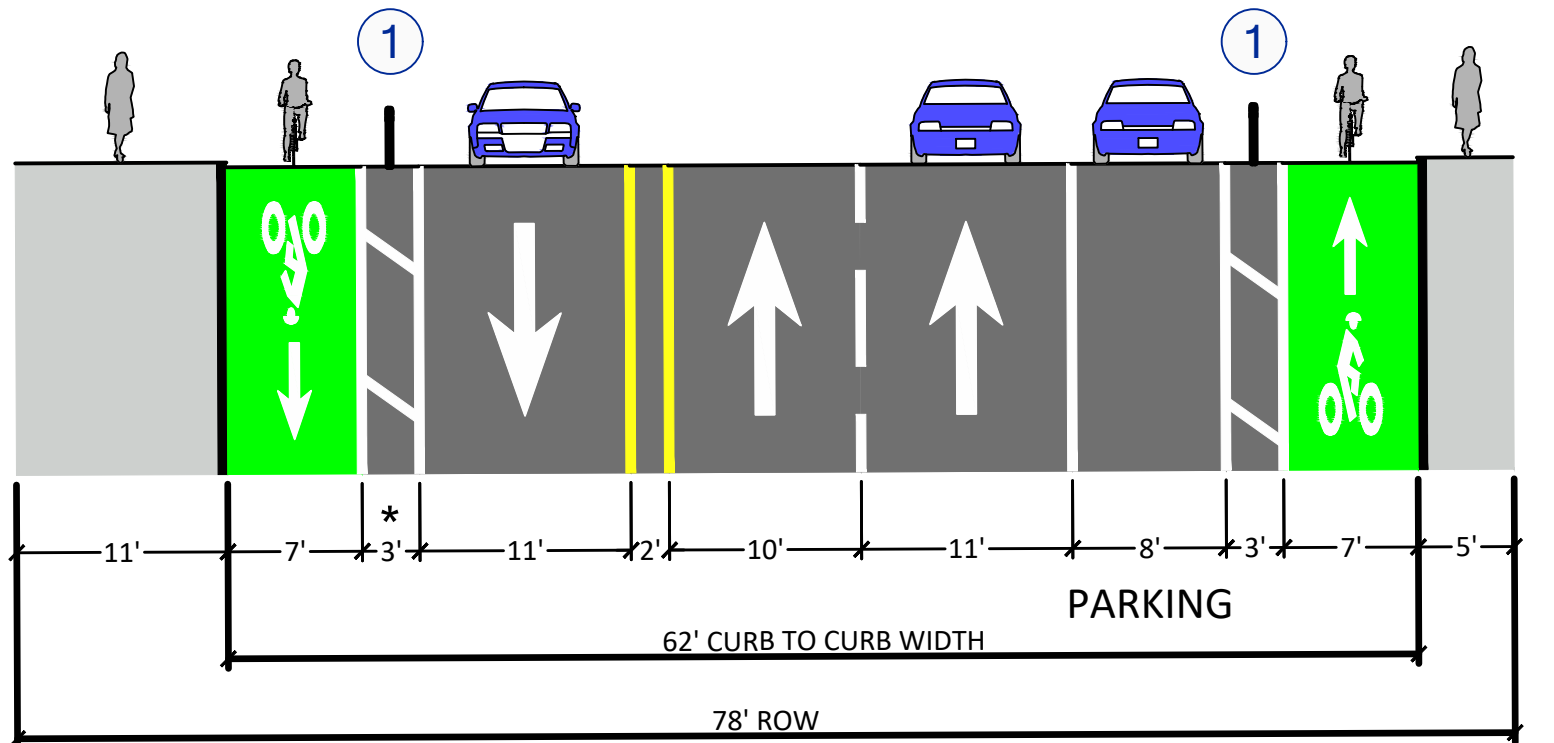 1 1
*
11' 7' 3' 11' 2' 10' 11' 8' 3' 7' 5'
PARKING
62' CURB TO CURB WIDTH
78' ROW